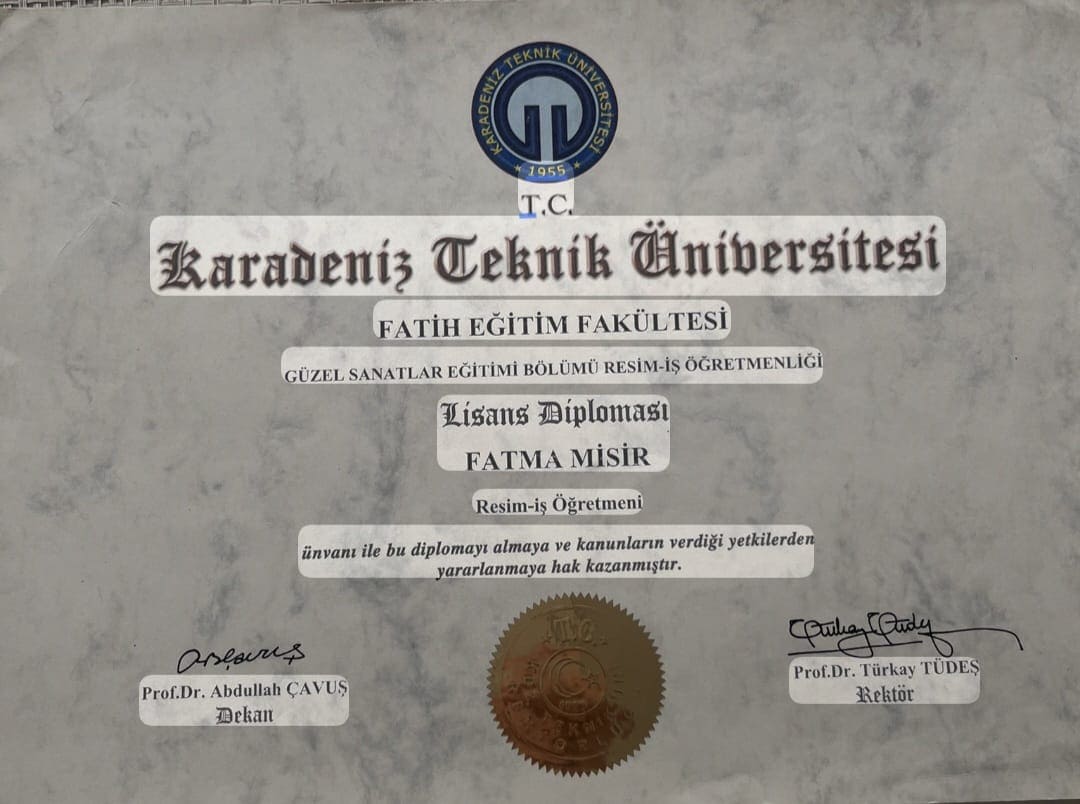 KARADENİZ TEKNİK ÜNİVERSİTESİ
1955
T.C.
Karadeniz Teknik Üniversitesi
FATİH EĞİTİM FAKÜLTESİ
GÜZEL SANATLAR EĞİTİMİ BÖLÜMÜ RESİM-İŞ ÖĞRETMENLİĞİ
Lisans Diploması
FATMA MİSİR
Resim-iş Öğretmeni
ünvanı ile bu diplomayı almaya ve kanunların verdiği yetkilerden
yararlanmaya hak kazanmıştır.
Prof.Dr. Abdullah ÇAVUŞ
Dekan
Prof.Dr. Türkay TÜDEŞ
Rektör
T.C.